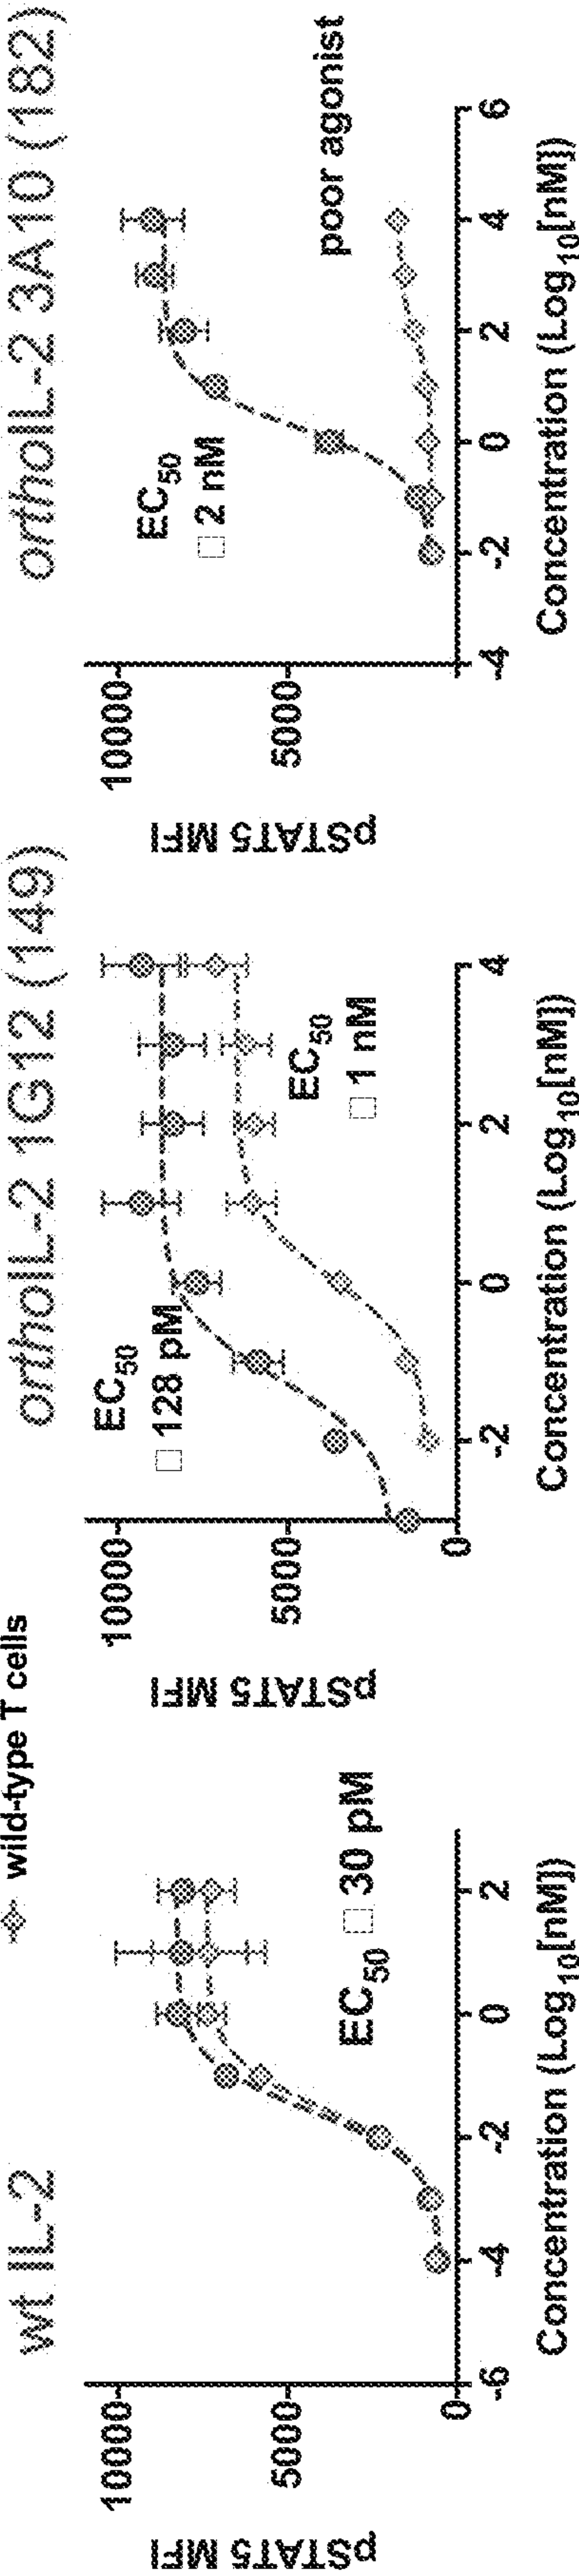 wild-type T cells
wt IL-2
pSTAT5 MFI
10000
5000
0
EC50 □ 30 pM
-6 -4 -2 0 2
Concentration (Log10[nM])
orthoIL-2 1G12 (149)
pSTAT5 MFI
10000
5000
0
EC50
□ 128 pM
EC50
□ 1 nM
-2 0 2 4
Concentration (Log10[nM])
orthoIL-2 3A10 (182)
pSTAT5 MFI
10000
5000
EC50
□ 2 nM
poor agonist
-4 -2 0 2 4 6
Concentration (Log10[nM])